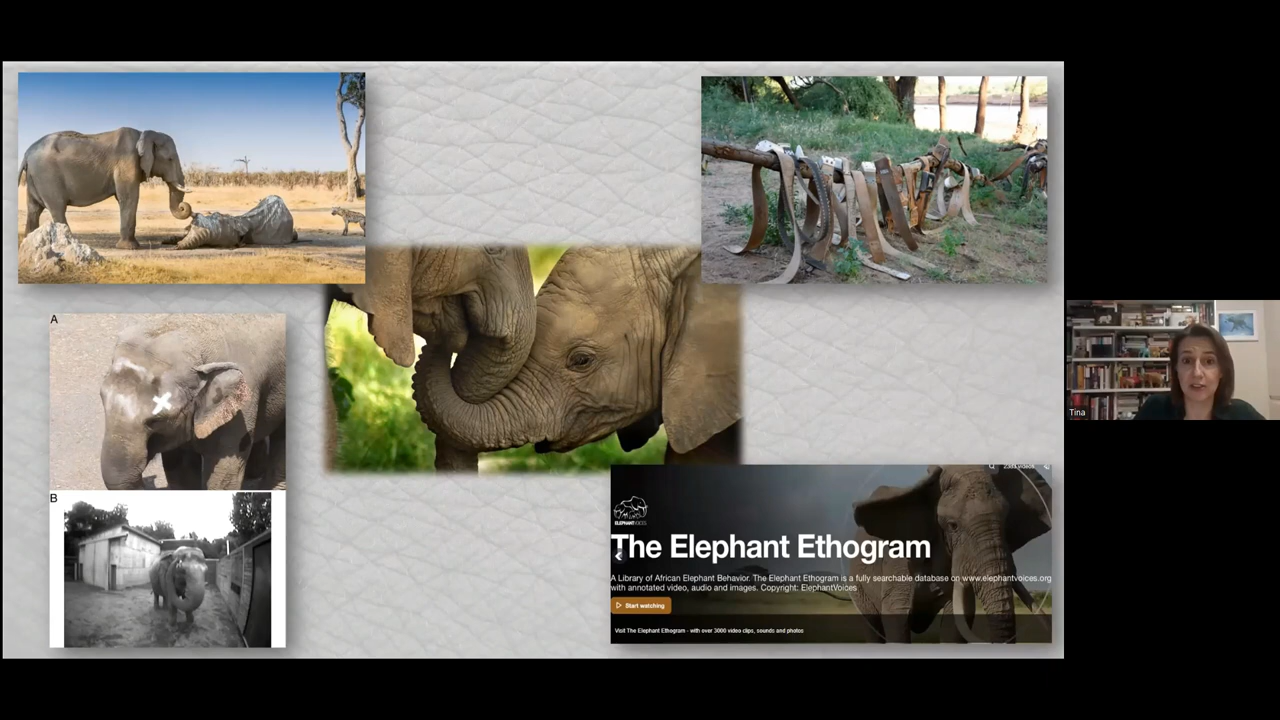 A
B
2333 videos
ELEPHANTVOICES
The Elephant Ethogram
A Library of African Elephant Behavior. The Elephant Ethogram is a fully searchable database on www.elephantvoices.org
with annotated video, audio and images. Copyright: ElephantVoices
Start watching
Visit The Elephant Ethogram - with over 3000 video clips, sounds and photos
Tina